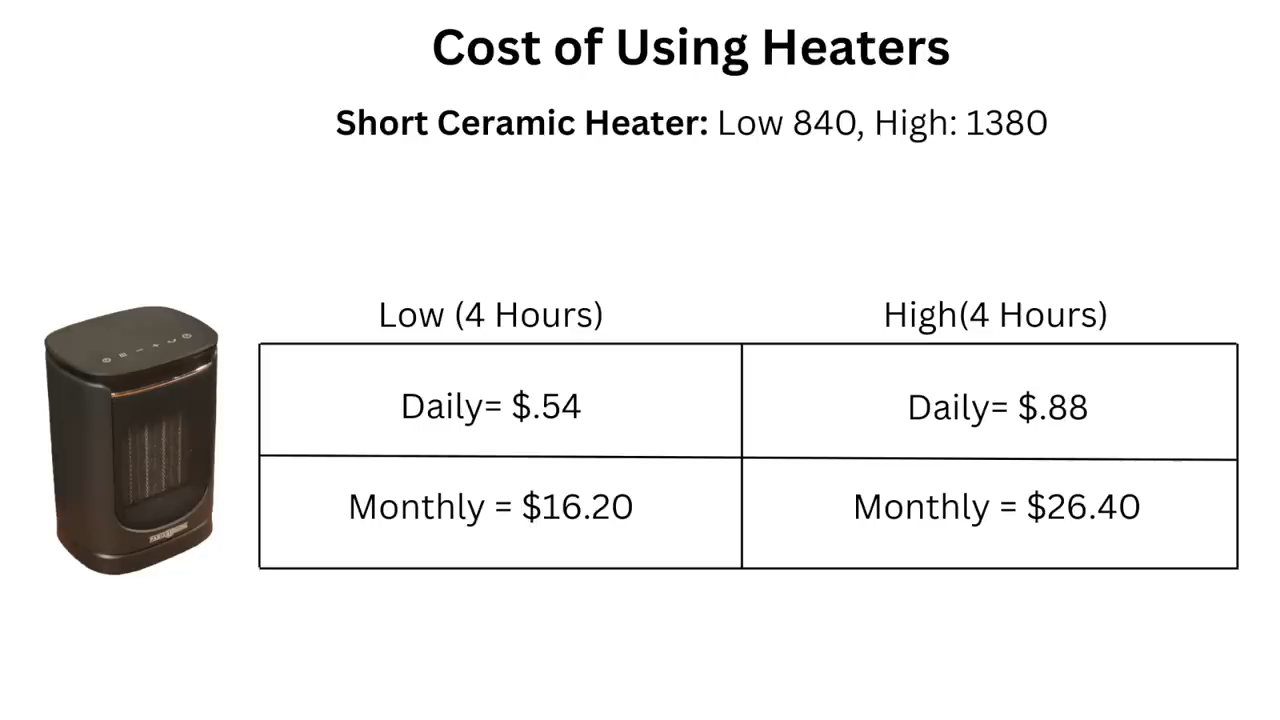 Cost of Using Heaters
Short Ceramic Heater: Low 840, High: 1380
Low (4 Hours)
High(4 Hours)
Daily= $.54
Daily= $.88
Monthly = $16.20
Monthly = $26.40